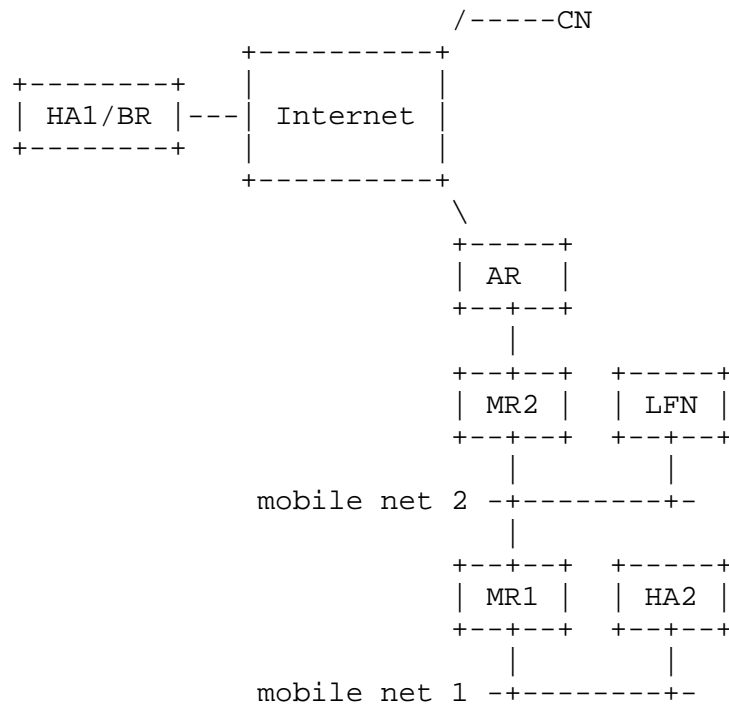 CN
HA1/BR
Internet
AR
MR2 LFN
mobile net 2
MR1 HA2
mobile net 1